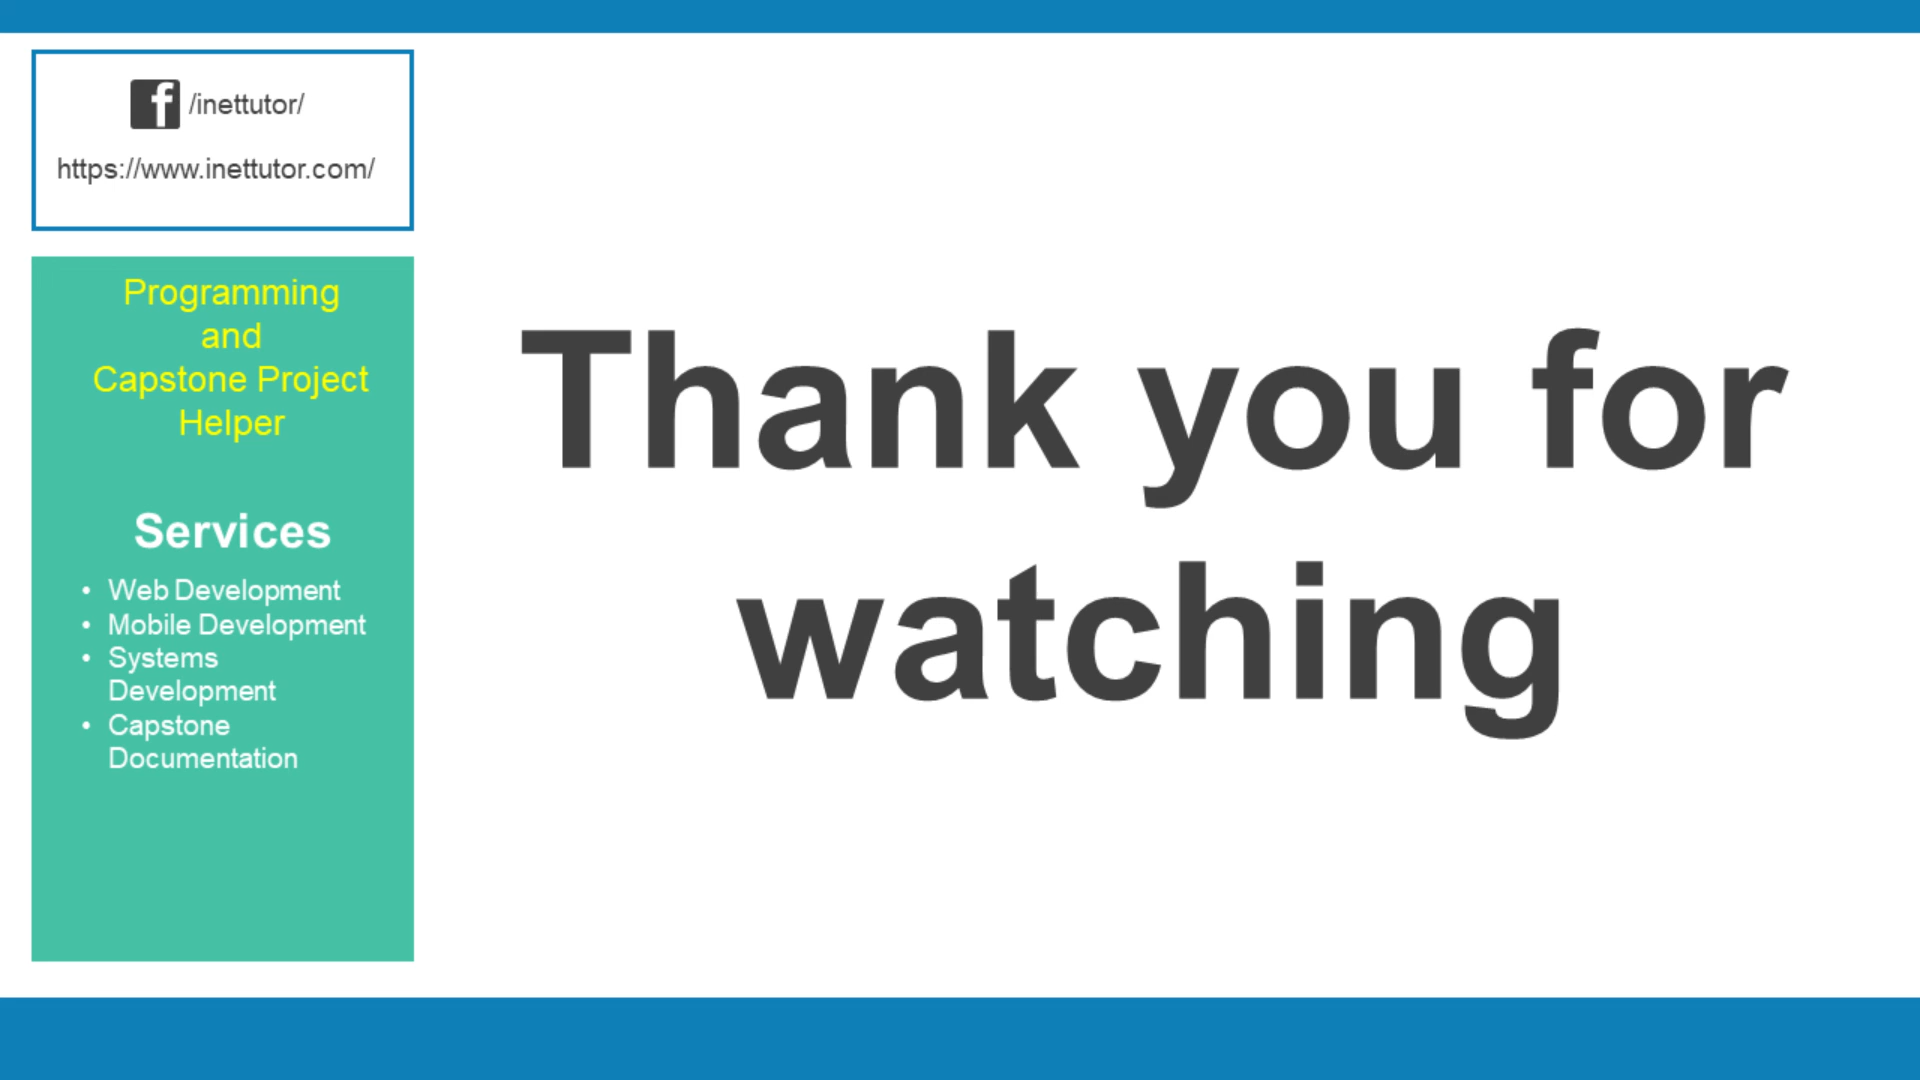 /inettutor/
https://www.inettutor.com/
Programming
and
Capstone Project
Helper
Services
• Web Development
• Mobile Development
• Systems
Development
• Capstone
Documentation
Thank you for
watching